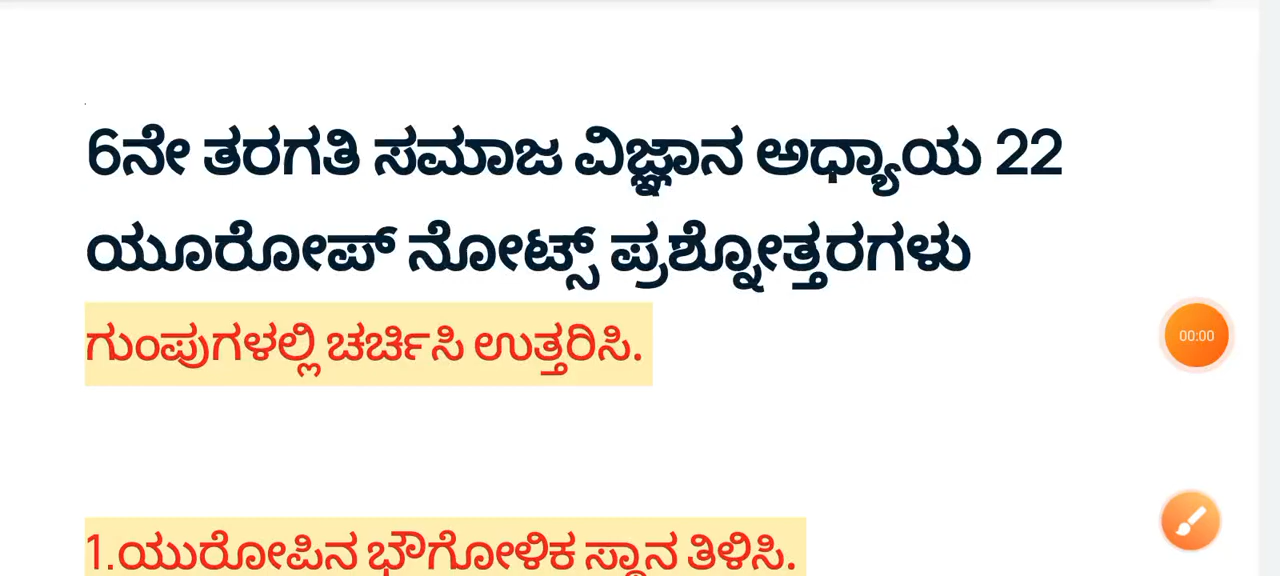 6ನೇ ತರಗತಿ ಸಮಾಜ ವಿಜ್ಞಾನ ಅಧ್ಯಾಯ 22
ಯೂರೋಪ್ ನೋಟ್ಸ್ ಪ್ರಶ್ನೋತ್ತರಗಳು
ಗುಂಪುಗಳಲ್ಲಿ ಚರ್ಚಿಸಿ ಉತ್ತರಿಸಿ.
00:00
1.ಯುರೋಪಿನ ಭೌಗೋಳಿಕ ಸ್ಥಾನ ತಿಳಿಸಿ.